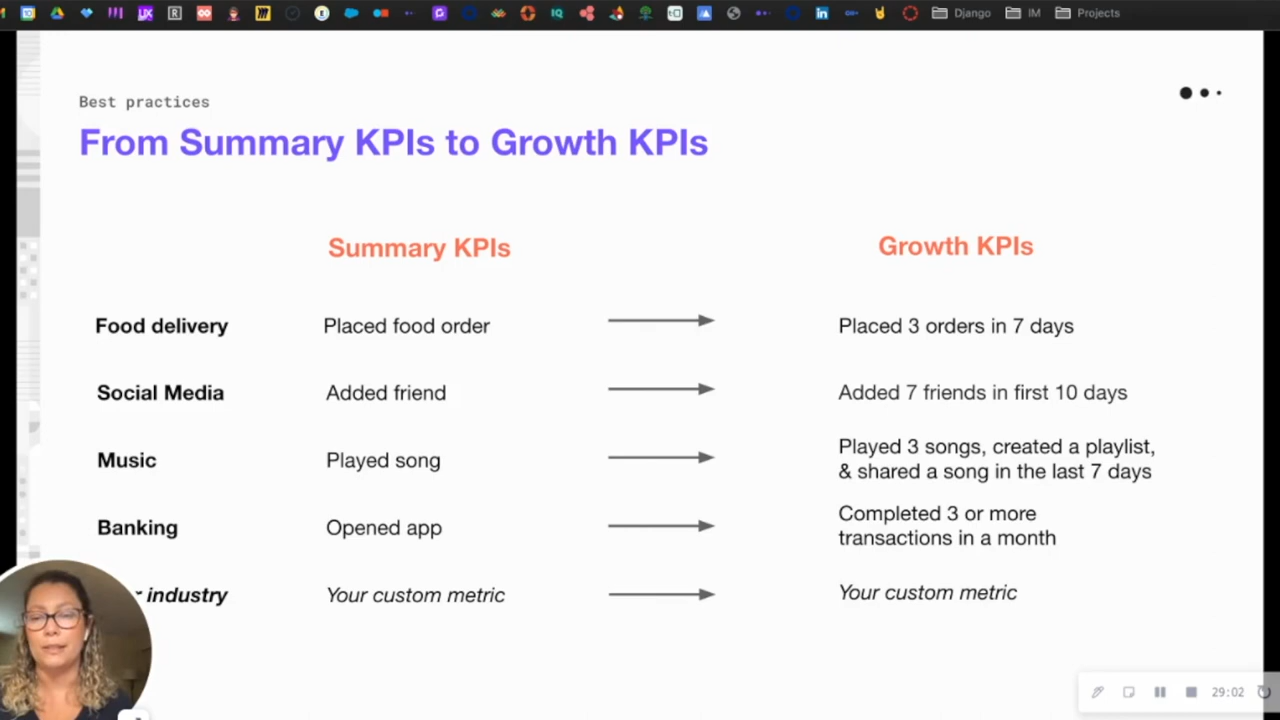 Django IM Projects
Best practices
From Summary KPIs to Growth KPIs
Summary KPIs Growth KPIs
Food delivery Placed food order Placed 3 orders in 7 days
Social Media Added friend Added 7 friends in first 10 days
Music Played song Played 3 songs, created a playlist,
& shared a song in the last 7 days
Banking Opened app Completed 3 or more
transactions in a month
industry Your custom metric Your custom metric
29:02